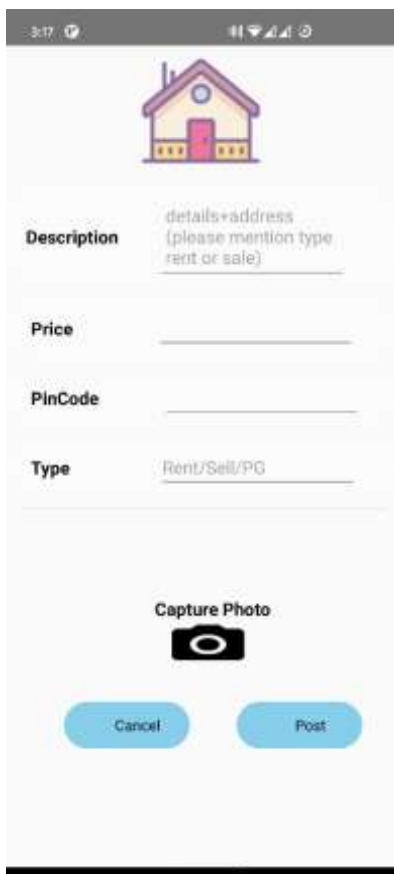 3:17
Description
details+address
(please mention type
rent or sale)
Price
PinCode
Type
Rent/Sell/PG
Capture Photo
Cancel
Post